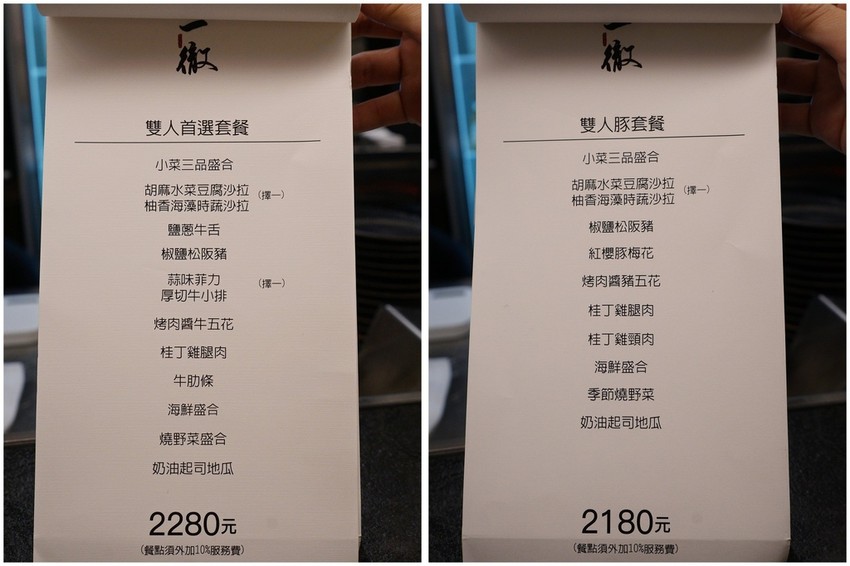 一
徹
雙人首選套餐
小菜三品盛合
胡麻水菜豆腐沙拉
柚香海藻時蔬沙拉
(擇一)
鹽蔥牛舌
椒鹽松阪豬
蒜味菲力
厚切牛小排
(擇一)
烤肉醬牛五花
桂丁雞腿肉
牛肋條
海鮮盛合
燒野菜盛合
奶油起司地瓜
2280元
(餐點須外加10%服務費)
一
徹
雙人豚套餐
小菜三品盛合
胡麻水菜豆腐沙拉
柚香海藻時蔬沙拉
(擇一)
椒鹽松阪豬
紅櫻豚梅花
烤肉醬豬五花
桂丁雞腿肉
桂丁雞頸肉
海鮮盛合
季節燒野菜
奶油起司地瓜
2180元
(餐點須外加10%服務費)